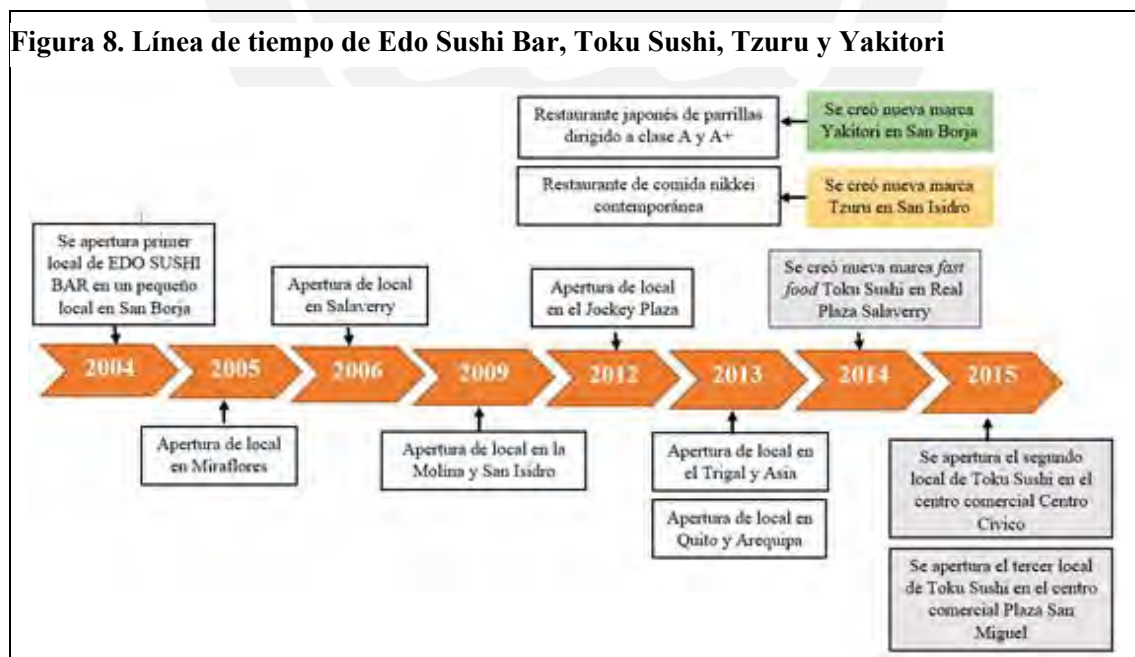 Figura 8. Línea de tiempo de Edo Sushi Bar, Toku Sushi, Tzuru y Yakitori
Restaurante japonés de parrillas
dirigido a clase A y A+
Se creó nueva marca
Yakitori en San Borja
Restaurante de comida nikkei
contemporánea
Se creó nueva marca
Tzuru en San Isidro
Se apertura primer
local de EDO SUSHI
BAR en un pequeño
local en San Borja
Apertura de local
en Salaverry
Apertura de local
en el Jockey Plaza
Se creó nueva marca fast
food Toku Sushi en Real
Plaza Salaverry
2004
2005
2006
2009
2012
2013
2014
2015
Apertura de local
en Miraflores
Apertura de local en la
Molina y San Isidro
Apertura de local en
el Trigal y Asia
Apertura de local en
Quito y Arequipa
Se apertura el segundo
local de Toku Sushi en el
centro comercial Centro
Cívico
Se apertura el tercer local
de Toku Sushi en el centro
comercial Plaza San
Miguel